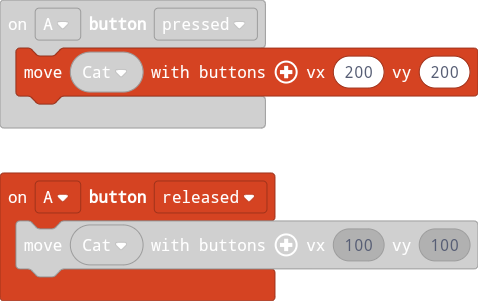 on A button pressed
move Cat with buttons vx 200 vy 200
on A button released
move Cat with buttons vx 100 vy 100